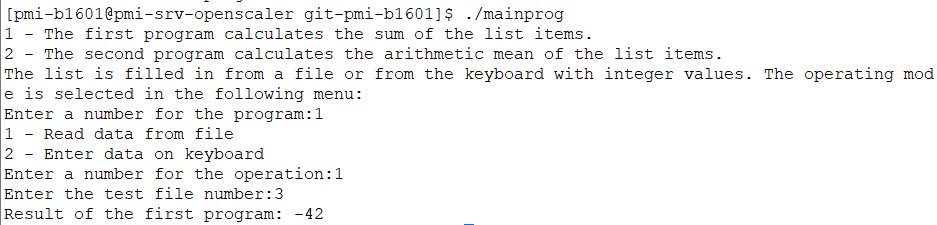 [pmi-b1601@pmi-srv-openscaler git-pmi-b1601]$ ./mainprog
1 - The first program calculates the sum of the list items.
2 - The second program calculates the arithmetic mean of the list items.
The list is filled in from a file or from the keyboard with integer values. The operating mod
e is selected in the following menu:
Enter a number for the program:1
1 - Read data from file
2 - Enter data on keyboard
Enter a number for the operation:1
Enter the test file number:3
Result of the first program: -42